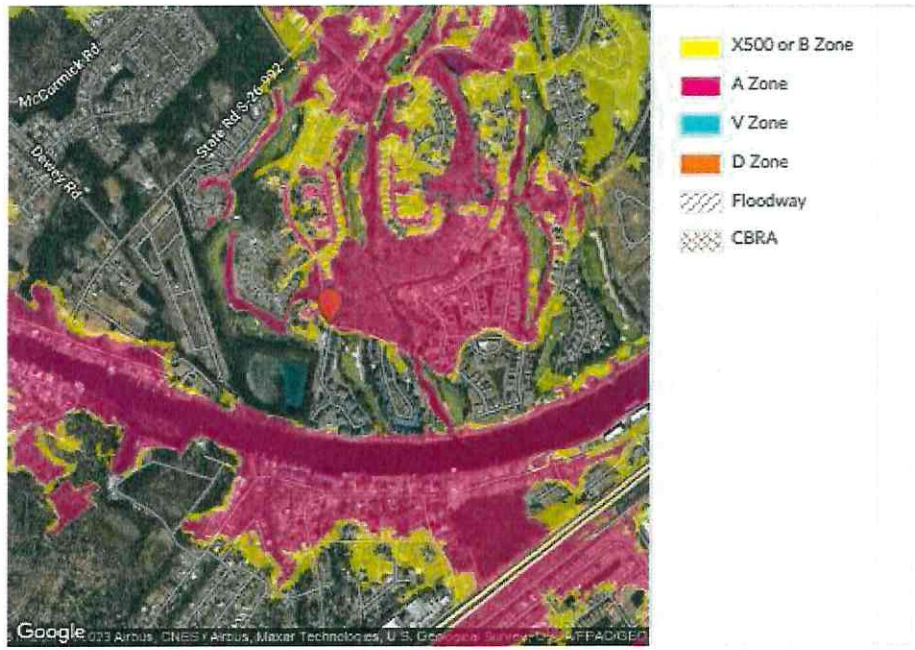 McCormick Rd
State Rd S-26-992
Dewey Rd
X500 or B Zone
A Zone
V Zone
D Zone
Floodway
CBRA
Google
2023 Airbus, CNES / Airbus, Maxar Technologies, U.S. Geological Survey,